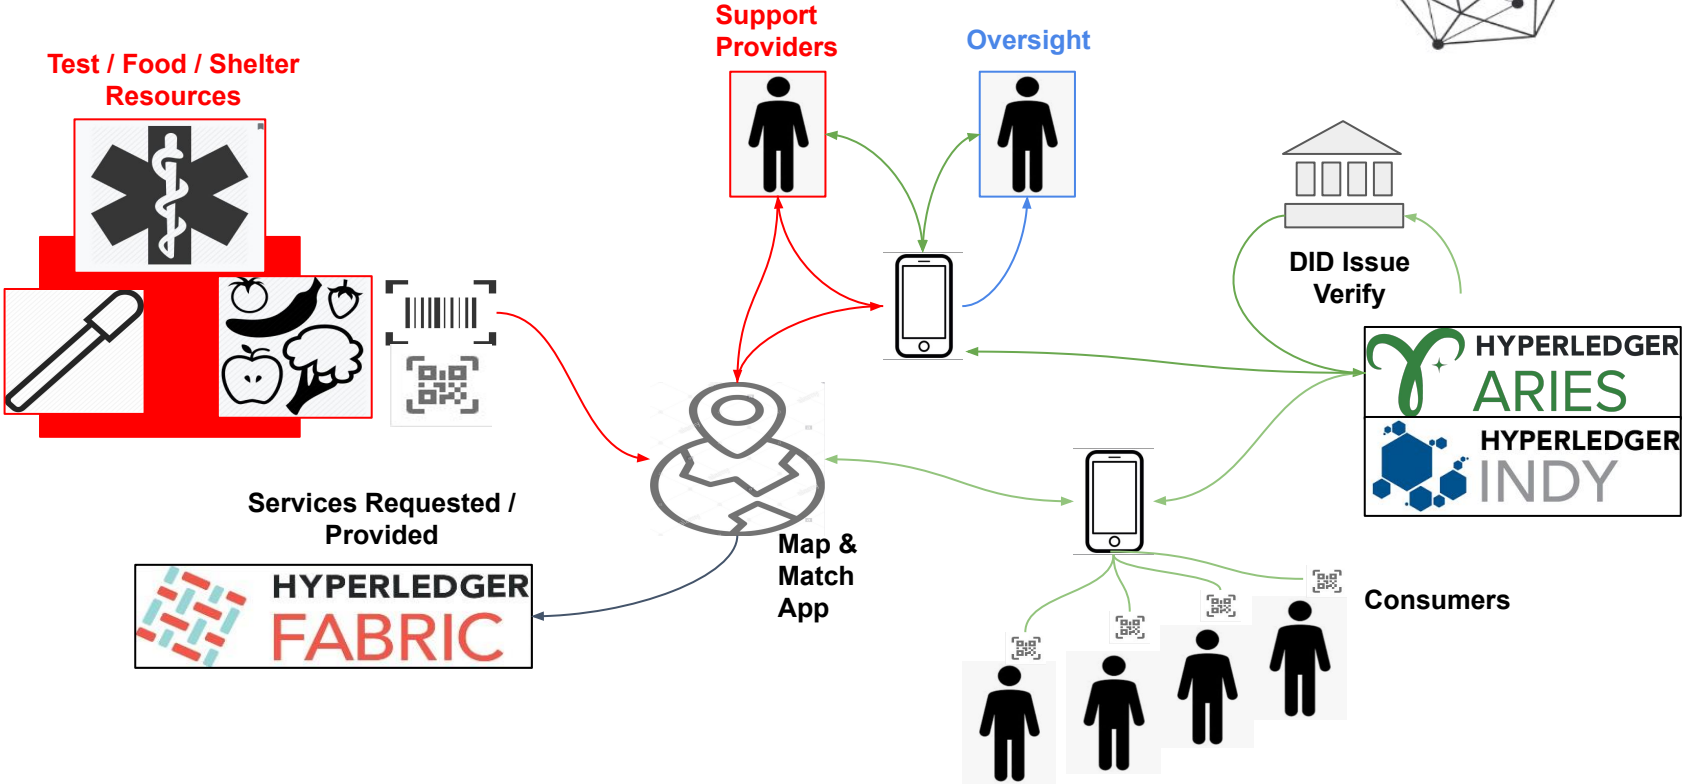 Support
Providers
Oversight
Test / Food / Shelter
Resources
DID Issue
Verify
HYPERLEDGER
ARIES
HYPERLEDGER
INDY
Services Requested /
Provided
HYPERLEDGER
FABRIC
Map &
Match
App
Consumers